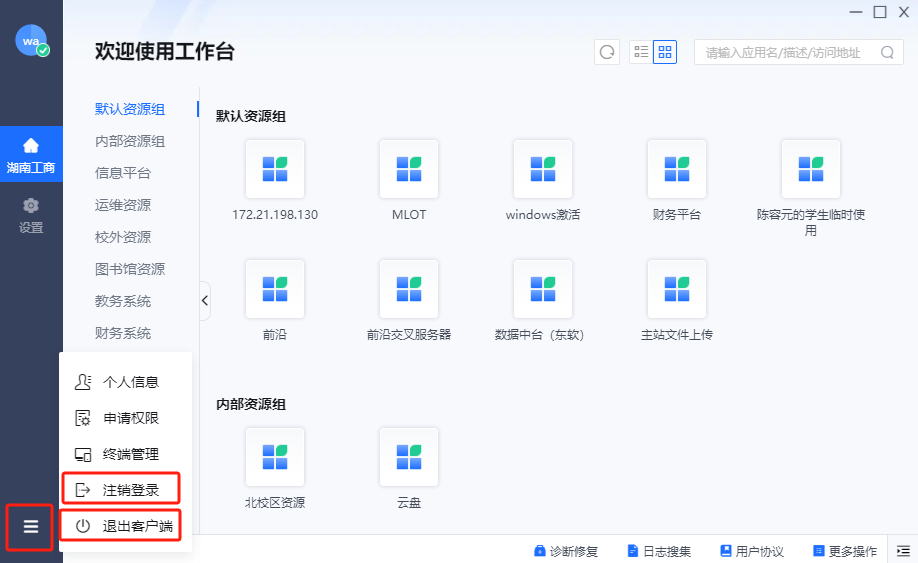 wa
欢迎使用工作台
请输入应用名/描述/访问地址
湖南工商
设置
默认资源组
内部资源组
信息平台
运维资源
校外资源
图书馆资源
教务系统
财务系统
个人信息
申请权限
终端管理
注销登录
退出客户端
默认资源组
172.21.198.130
MLOT
windows激活
财务平台
陈容元的学生临时使
用
前沿
前沿交叉服务器
数据中台（东软）
主站文件上传
内部资源组
北校区资源
云盘
诊断修复
日志搜集
用户协议
更多操作